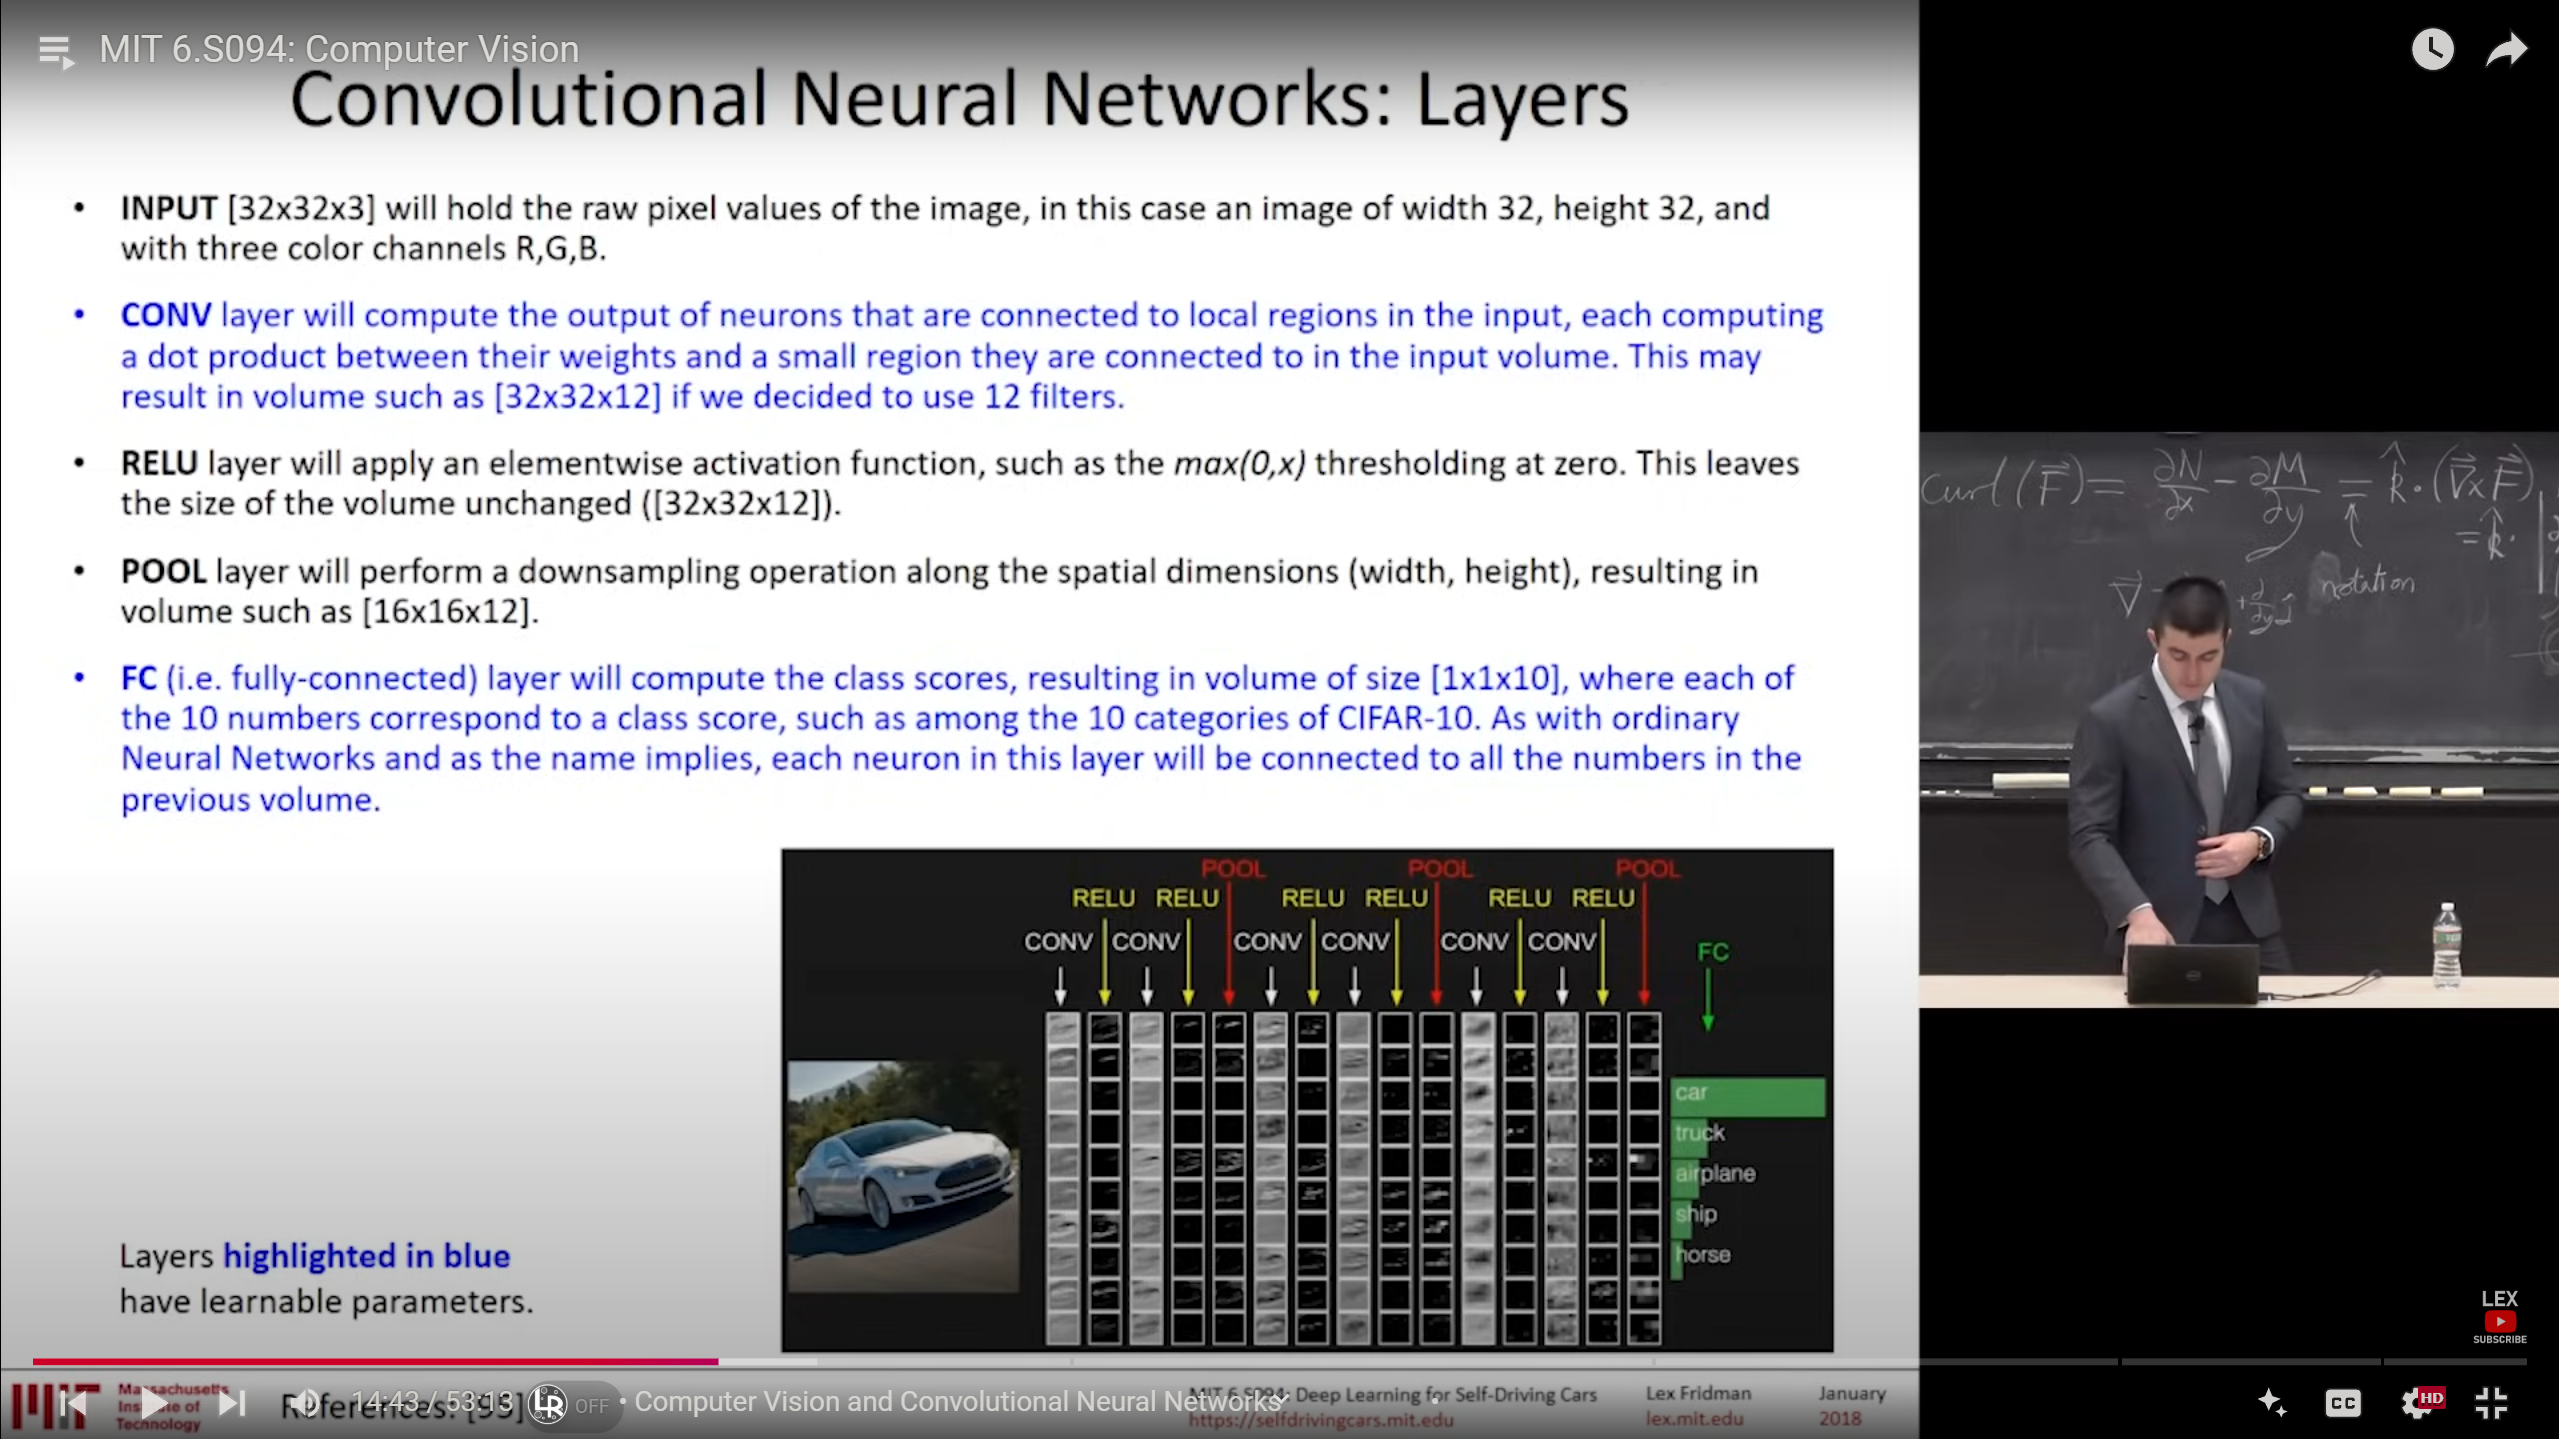 MIT 6.S094: Computer Vision
Convolutional Neural Networks: Layers
• INPUT [32x32x3] will hold the raw pixel values of the image, in this case an image of width 32, height 32, and
with three color channels R,G,B.
• CONV layer will compute the output of neurons that are connected to local regions in the input, each computing
a dot product between their weights and a small region they are connected to in the input volume. This may
result in volume such as [32x32x12] if we decided to use 12 filters.
• RELU layer will apply an elementwise activation function, such as the max(0,x) thresholding at zero. This leaves
the size of the volume unchanged ([32x32x12]).
• POOL layer will perform a downsampling operation along the spatial dimensions (width, height), resulting in
volume such as [16x16x12].
• FC (i.e. fully-connected) layer will compute the class scores, resulting in volume of size [1x1x10], where each of
the 10 numbers correspond to a class score, such as among the 10 categories of CIFAR-10. As with ordinary
Neural Networks and as the name implies, each neuron in this layer will be connected to all the numbers in the
previous volume.
POOL POOL POOL
RELU RELU RELU RELU RELU RELU
CONV CONV CONV CONV CONV CONV
FC
car
truck
airplane
ship
horse
Layers highlighted in blue
have learnable parameters.
curl(F⃗) = ∂N/∂x - ∂M/∂y = k̂·(∇⃗×F⃗)
= k̂·
notation
LEX
SUBSCRIBE
Massachusetts
Institute of
Technology
References: [93]
14:43 / 53:13
OFF
• Computer Vision and Convolutional Neural Networks
MIT 6.S094: Deep Learning for Self-Driving Cars
https://selfdrivingcars.mit.edu
Lex Fridman
lex.mit.edu
January
2018
CC
HD